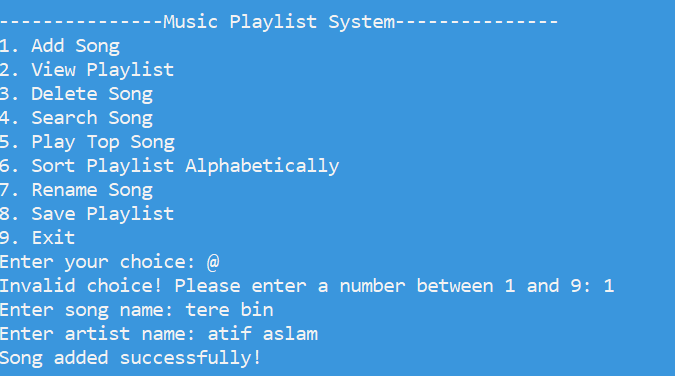 ---------------Music Playlist System---------------
1. Add Song
2. View Playlist
3. Delete Song
4. Search Song
5. Play Top Song
6. Sort Playlist Alphabetically
7. Rename Song
8. Save Playlist
9. Exit
Enter your choice: @
Invalid choice! Please enter a number between 1 and 9: 1
Enter song name: tere bin
Enter artist name: atif aslam
Song added successfully!